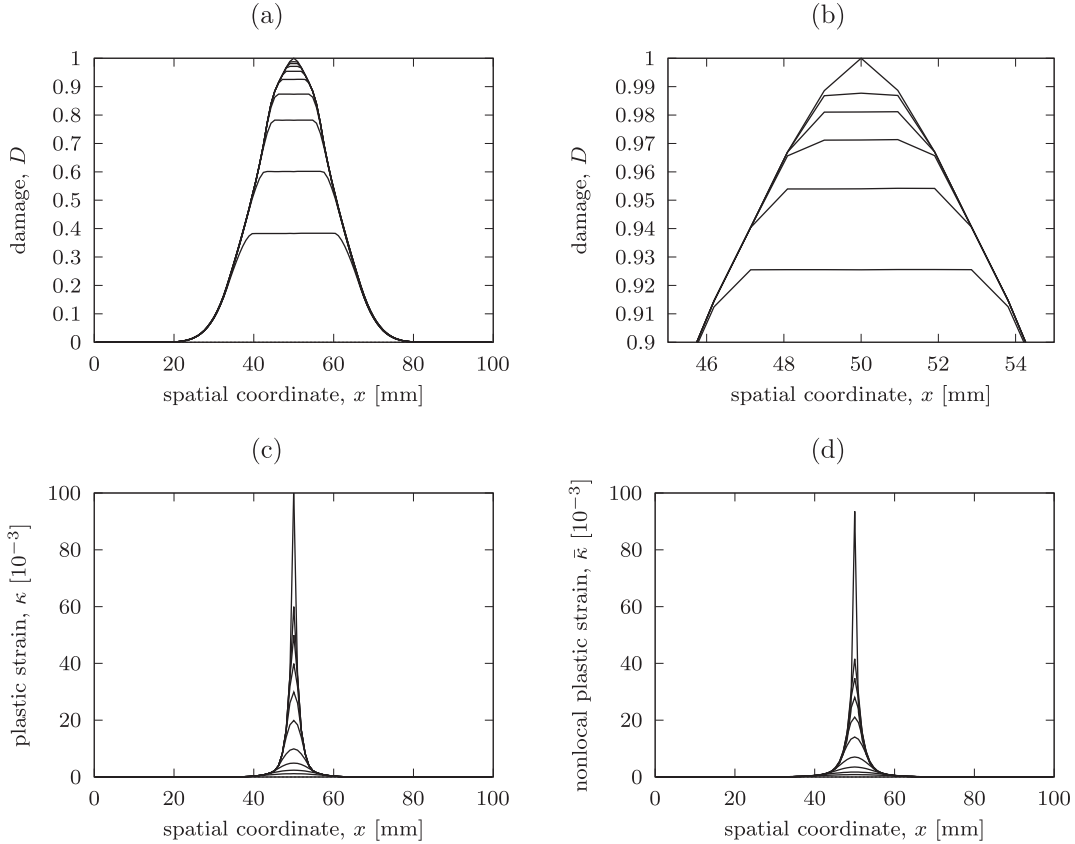 (a)
1
0.9
0.8
0.7
0.6
0.5
0.4
0.3
0.2
0.1
0
damage, D
0 20 40 60 80 100
spatial coordinate, x [mm]
(b)
1
0.99
0.98
0.97
0.96
0.95
0.94
0.93
0.92
0.91
0.9
damage, D
46 48 50 52 54
spatial coordinate, x [mm]
(c)
100
80
60
40
20
0
plastic strain, κ [10⁻³]
0 20 40 60 80 100
spatial coordinate, x [mm]
(d)
100
80
60
40
20
0
nonlocal plastic strain, κ̄ [10⁻³]
0 20 40 60 80 100
spatial coordinate, x [mm]